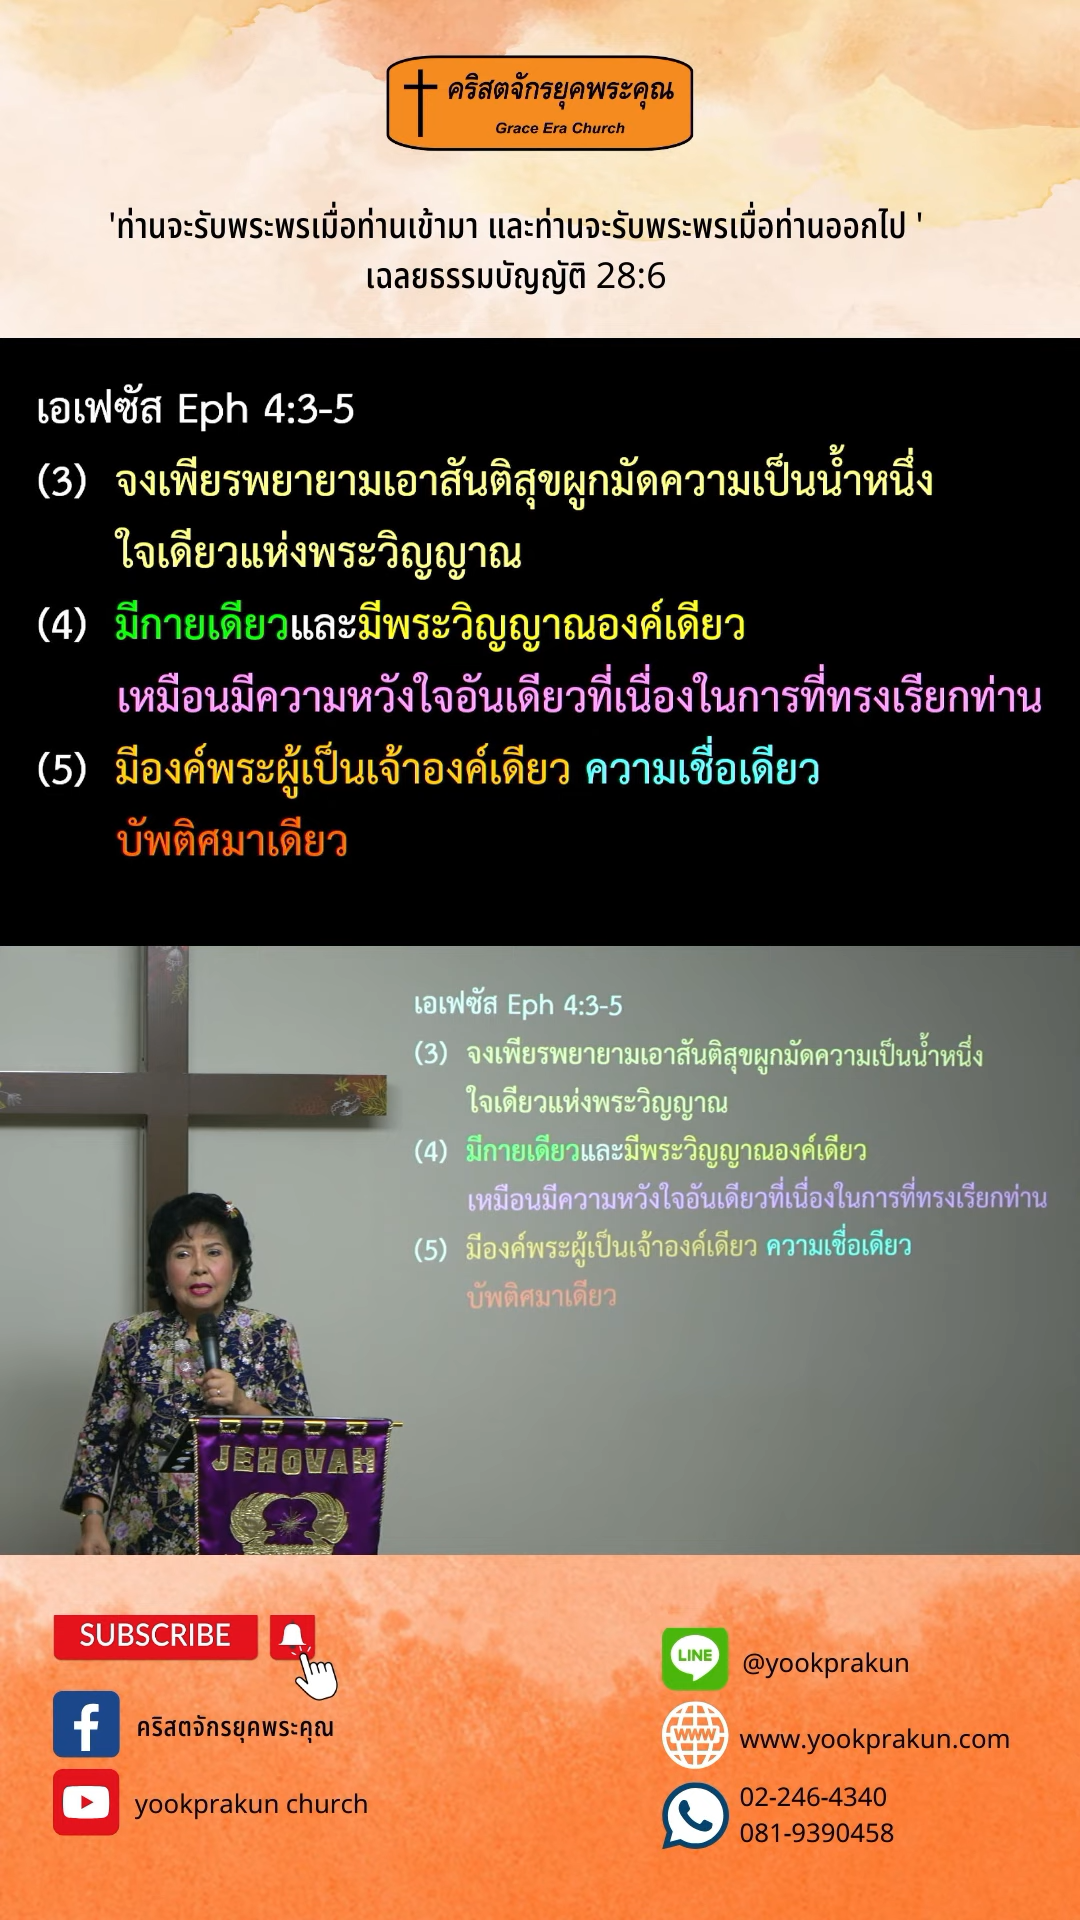 คริสตจักรยุคพระคุณ
Grace Era Church
'ท่านจะรับพระพรเมื่อท่านเข้ามา และท่านจะรับพระพรเมื่อท่านออกไป '
เฉลยธรรมบัญญัติ 28:6
เอเฟซัส Eph 4:3-5
(3) จงเพียรพยายามเอาสันติสุขผูกมัดความเป็นน้ำหนึ่ง
ใจเดียวแห่งพระวิญญาณ
(4) มีกายเดียวและมีพระวิญญาณองค์เดียว
เหมือนมีความหวังใจอันเดียวที่เนื่องในการที่ทรงเรียกท่าน
(5) มีองค์พระผู้เป็นเจ้าองค์เดียว ความเชื่อเดียว
บัพติศมาเดียว
เอเฟซัส Eph 4:3-5
(3) จงเพียรพยายามเอาสันติสุขผูกมัดความเป็นน้ำหนึ่ง
ใจเดียวแห่งพระวิญญาณ
(4) มีกายเดียวและมีพระวิญญาณองค์เดียว
เหมือนมีความหวังใจอันเดียวที่เนื่องในการที่ทรงเรียกท่าน
(5) มีองค์พระผู้เป็นเจ้าองค์เดียว ความเชื่อเดียว
บัพติศมาเดียว
JEHOVAH
SUBSCRIBE
คริสตจักรยุคพระคุณ
yookprakun church
LINE
@yookprakun
WWW
www.yookprakun.com
02-246-4340
081-9390458